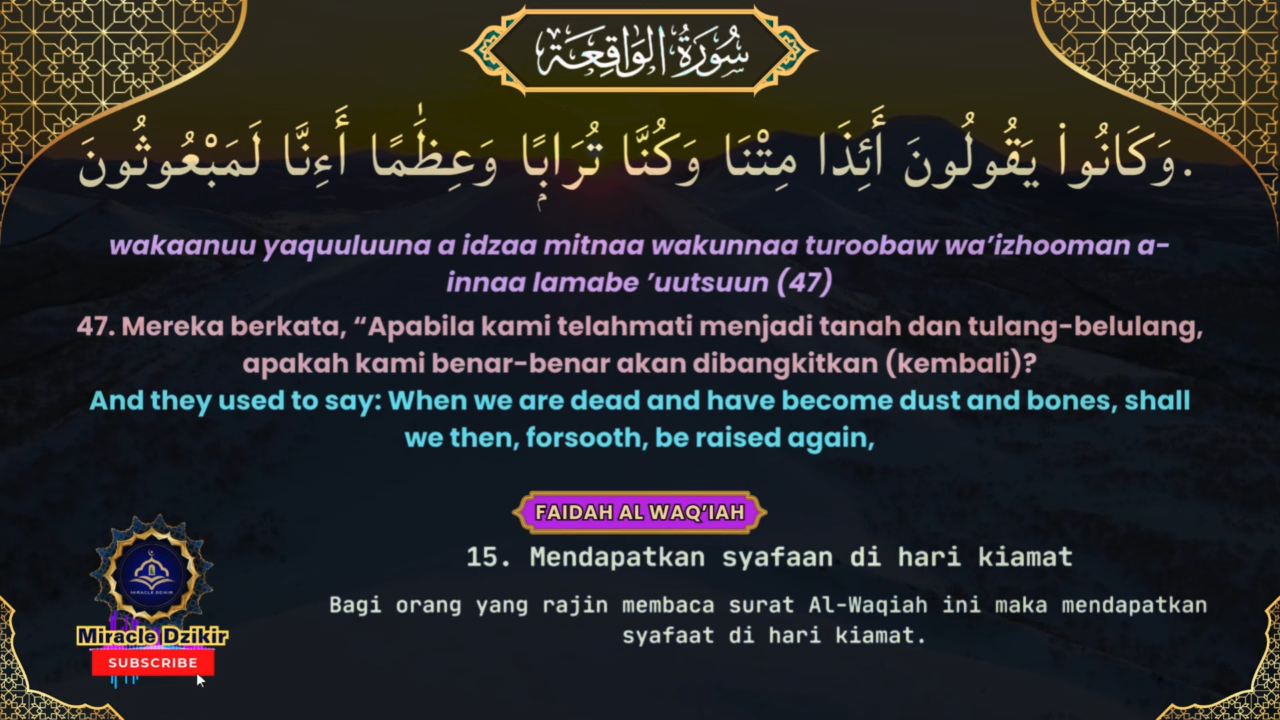 سُورَةُ الوَاقِعَة
وَكَانُوا۟ يَقُولُونَ أَئِذَا مِتْنَا وَكُنَّا تُرَابًۭا وَعِظَٰمًا أَءِنَّا لَمَبْعُوثُونَ.
wakaanuu yaquuluuna a idzaa mitnaa wakunnaa turoobaw wa’izhooman a-
innaa lamabe ’uutsuun (47)
47. Mereka berkata, “Apabila kami telahmati menjadi tanah dan tulang-belulang,
apakah kami benar-benar akan dibangkitkan (kembali)?
And they used to say: When we are dead and have become dust and bones, shall
we then, forsooth, be raised again,
FAIDAH AL WAQ’IAH
15. Mendapatkan syafaan di hari kiamat
Bagi orang yang rajin membaca surat Al-Waqiah ini maka mendapatkan
syafaat di hari kiamat.
MIRACLE DZIKIR
Miracle Dzikir
SUBSCRIBE